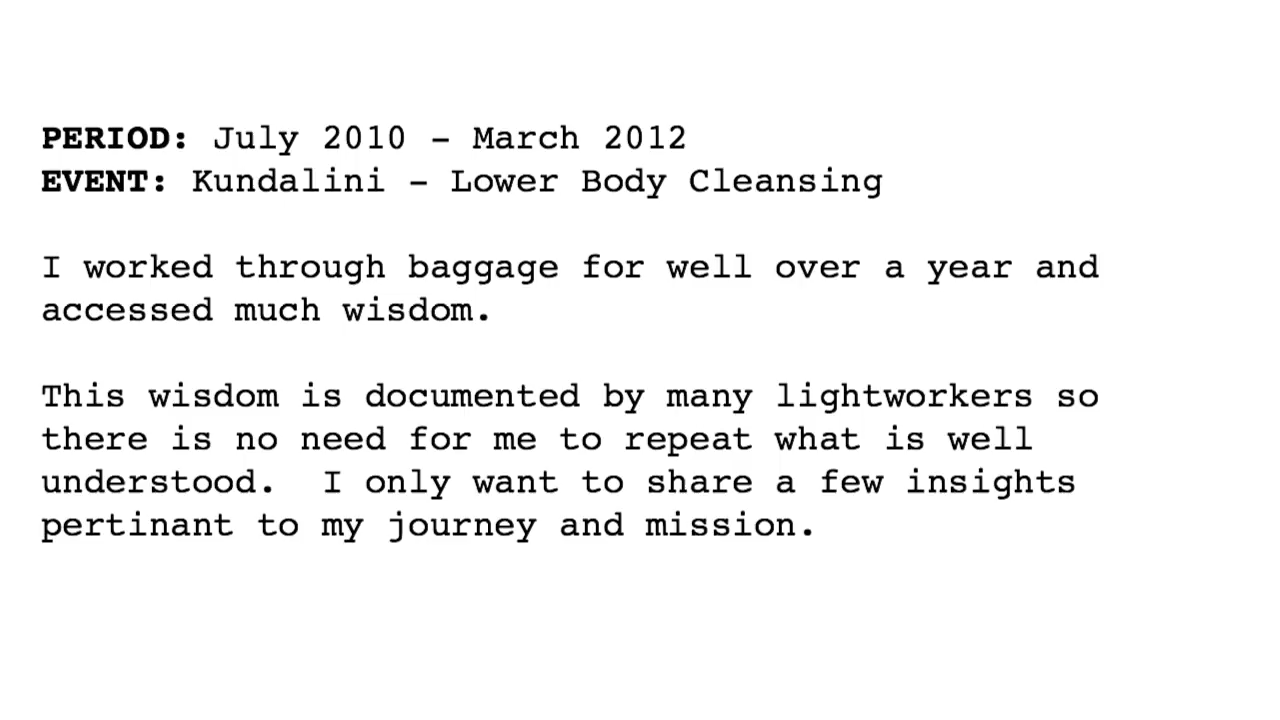 PERIOD: July 2010 - March 2012
EVENT: Kundalini - Lower Body Cleansing
I worked through baggage for well over a year and
accessed much wisdom.
This wisdom is documented by many lightworkers so
there is no need for me to repeat what is well
understood.  I only want to share a few insights
pertinant to my journey and mission.